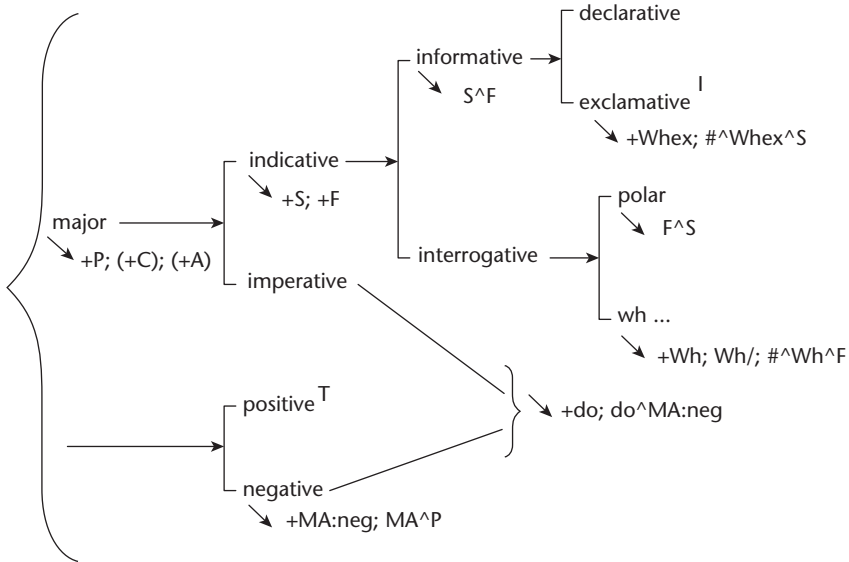 declarative
informative
S^F
exclamative I
+Whex; #^Whex^S
indicative
+S; +F
polar
F^S
major
+P; (+C); (+A)
interrogative
imperative
wh ...
+Wh; Wh/; #^Wh^F
positive T
+do; do^MA:neg
negative
+MA:neg; MA^P